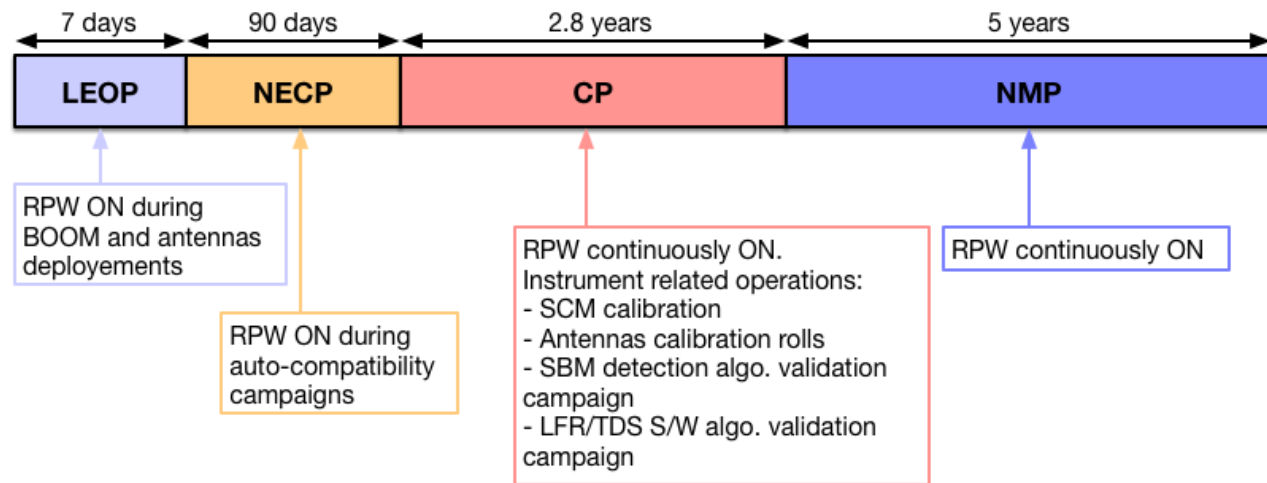 7 days
90 days
2.8 years
5 years
LEOP
NECP
CP
NMP
RPW ON during
BOOM and antennas
deployements
RPW ON during
auto-compatibility
campaigns
RPW continuously ON.
Instrument related operations:
- SCM calibration
- Antennas calibration rolls
- SBM detection algo. validation
campaign
- LFR/TDS S/W algo. validation
campaign
RPW continuously ON